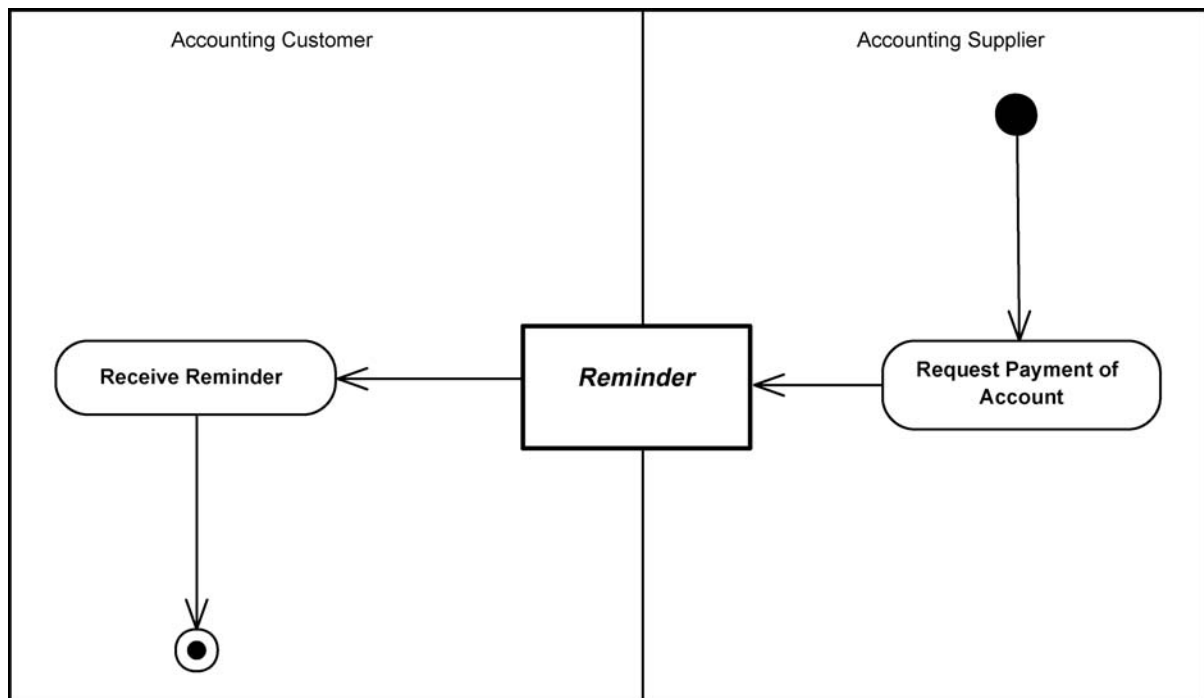 Accounting Customer
Accounting Supplier
Receive Reminder
Reminder
Request Payment of
Account